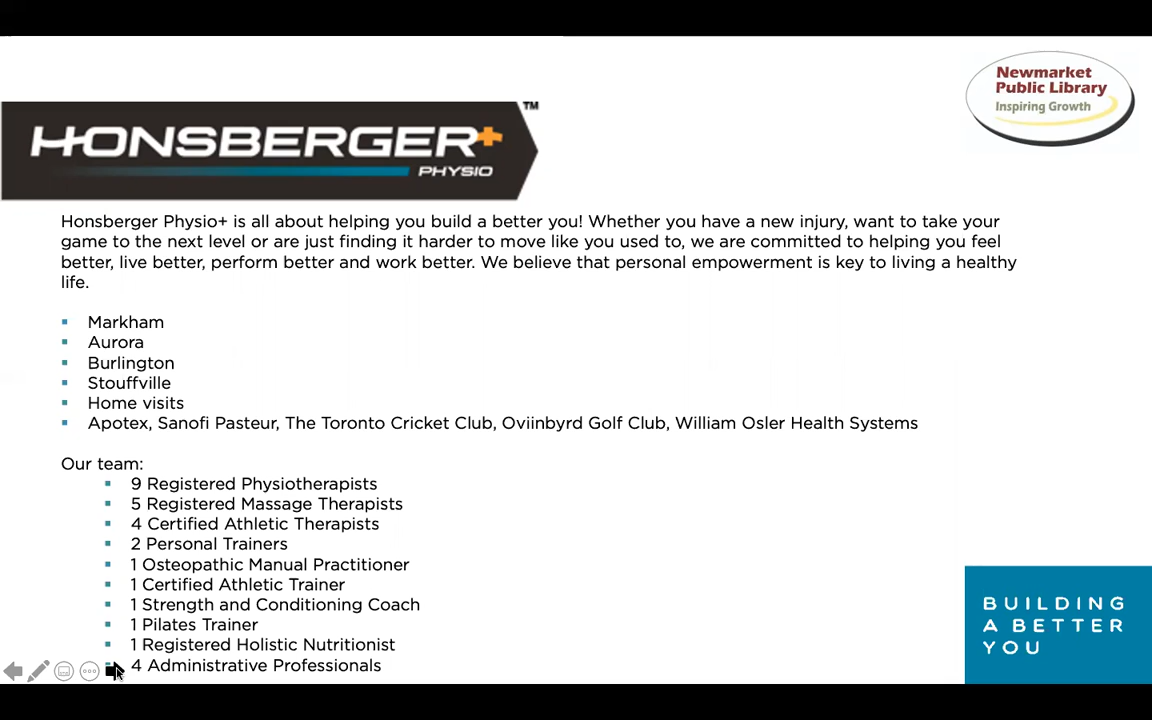 Newmarket
Public Library
Inspiring Growth
HONSBERGER+ ™
PHYSIO
Honsberger Physio+ is all about helping you build a better you! Whether you have a new injury, want to take your
game to the next level or are just finding it harder to move like you used to, we are committed to helping you feel
better, live better, perform better and work better. We believe that personal empowerment is key to living a healthy
life.
▪ Markham
▪ Aurora
▪ Burlington
▪ Stouffville
▪ Home visits
▪ Apotex, Sanofi Pasteur, The Toronto Cricket Club, Oviinbyrd Golf Club, William Osler Health Systems
Our team:
▪ 9 Registered Physiotherapists
▪ 5 Registered Massage Therapists
▪ 4 Certified Athletic Therapists
▪ 2 Personal Trainers
▪ 1 Osteopathic Manual Practitioner
▪ 1 Certified Athletic Trainer
▪ 1 Strength and Conditioning Coach
▪ 1 Pilates Trainer
▪ 1 Registered Holistic Nutritionist
▪ 4 Administrative Professionals
BUILDING
A BETTER
YOU